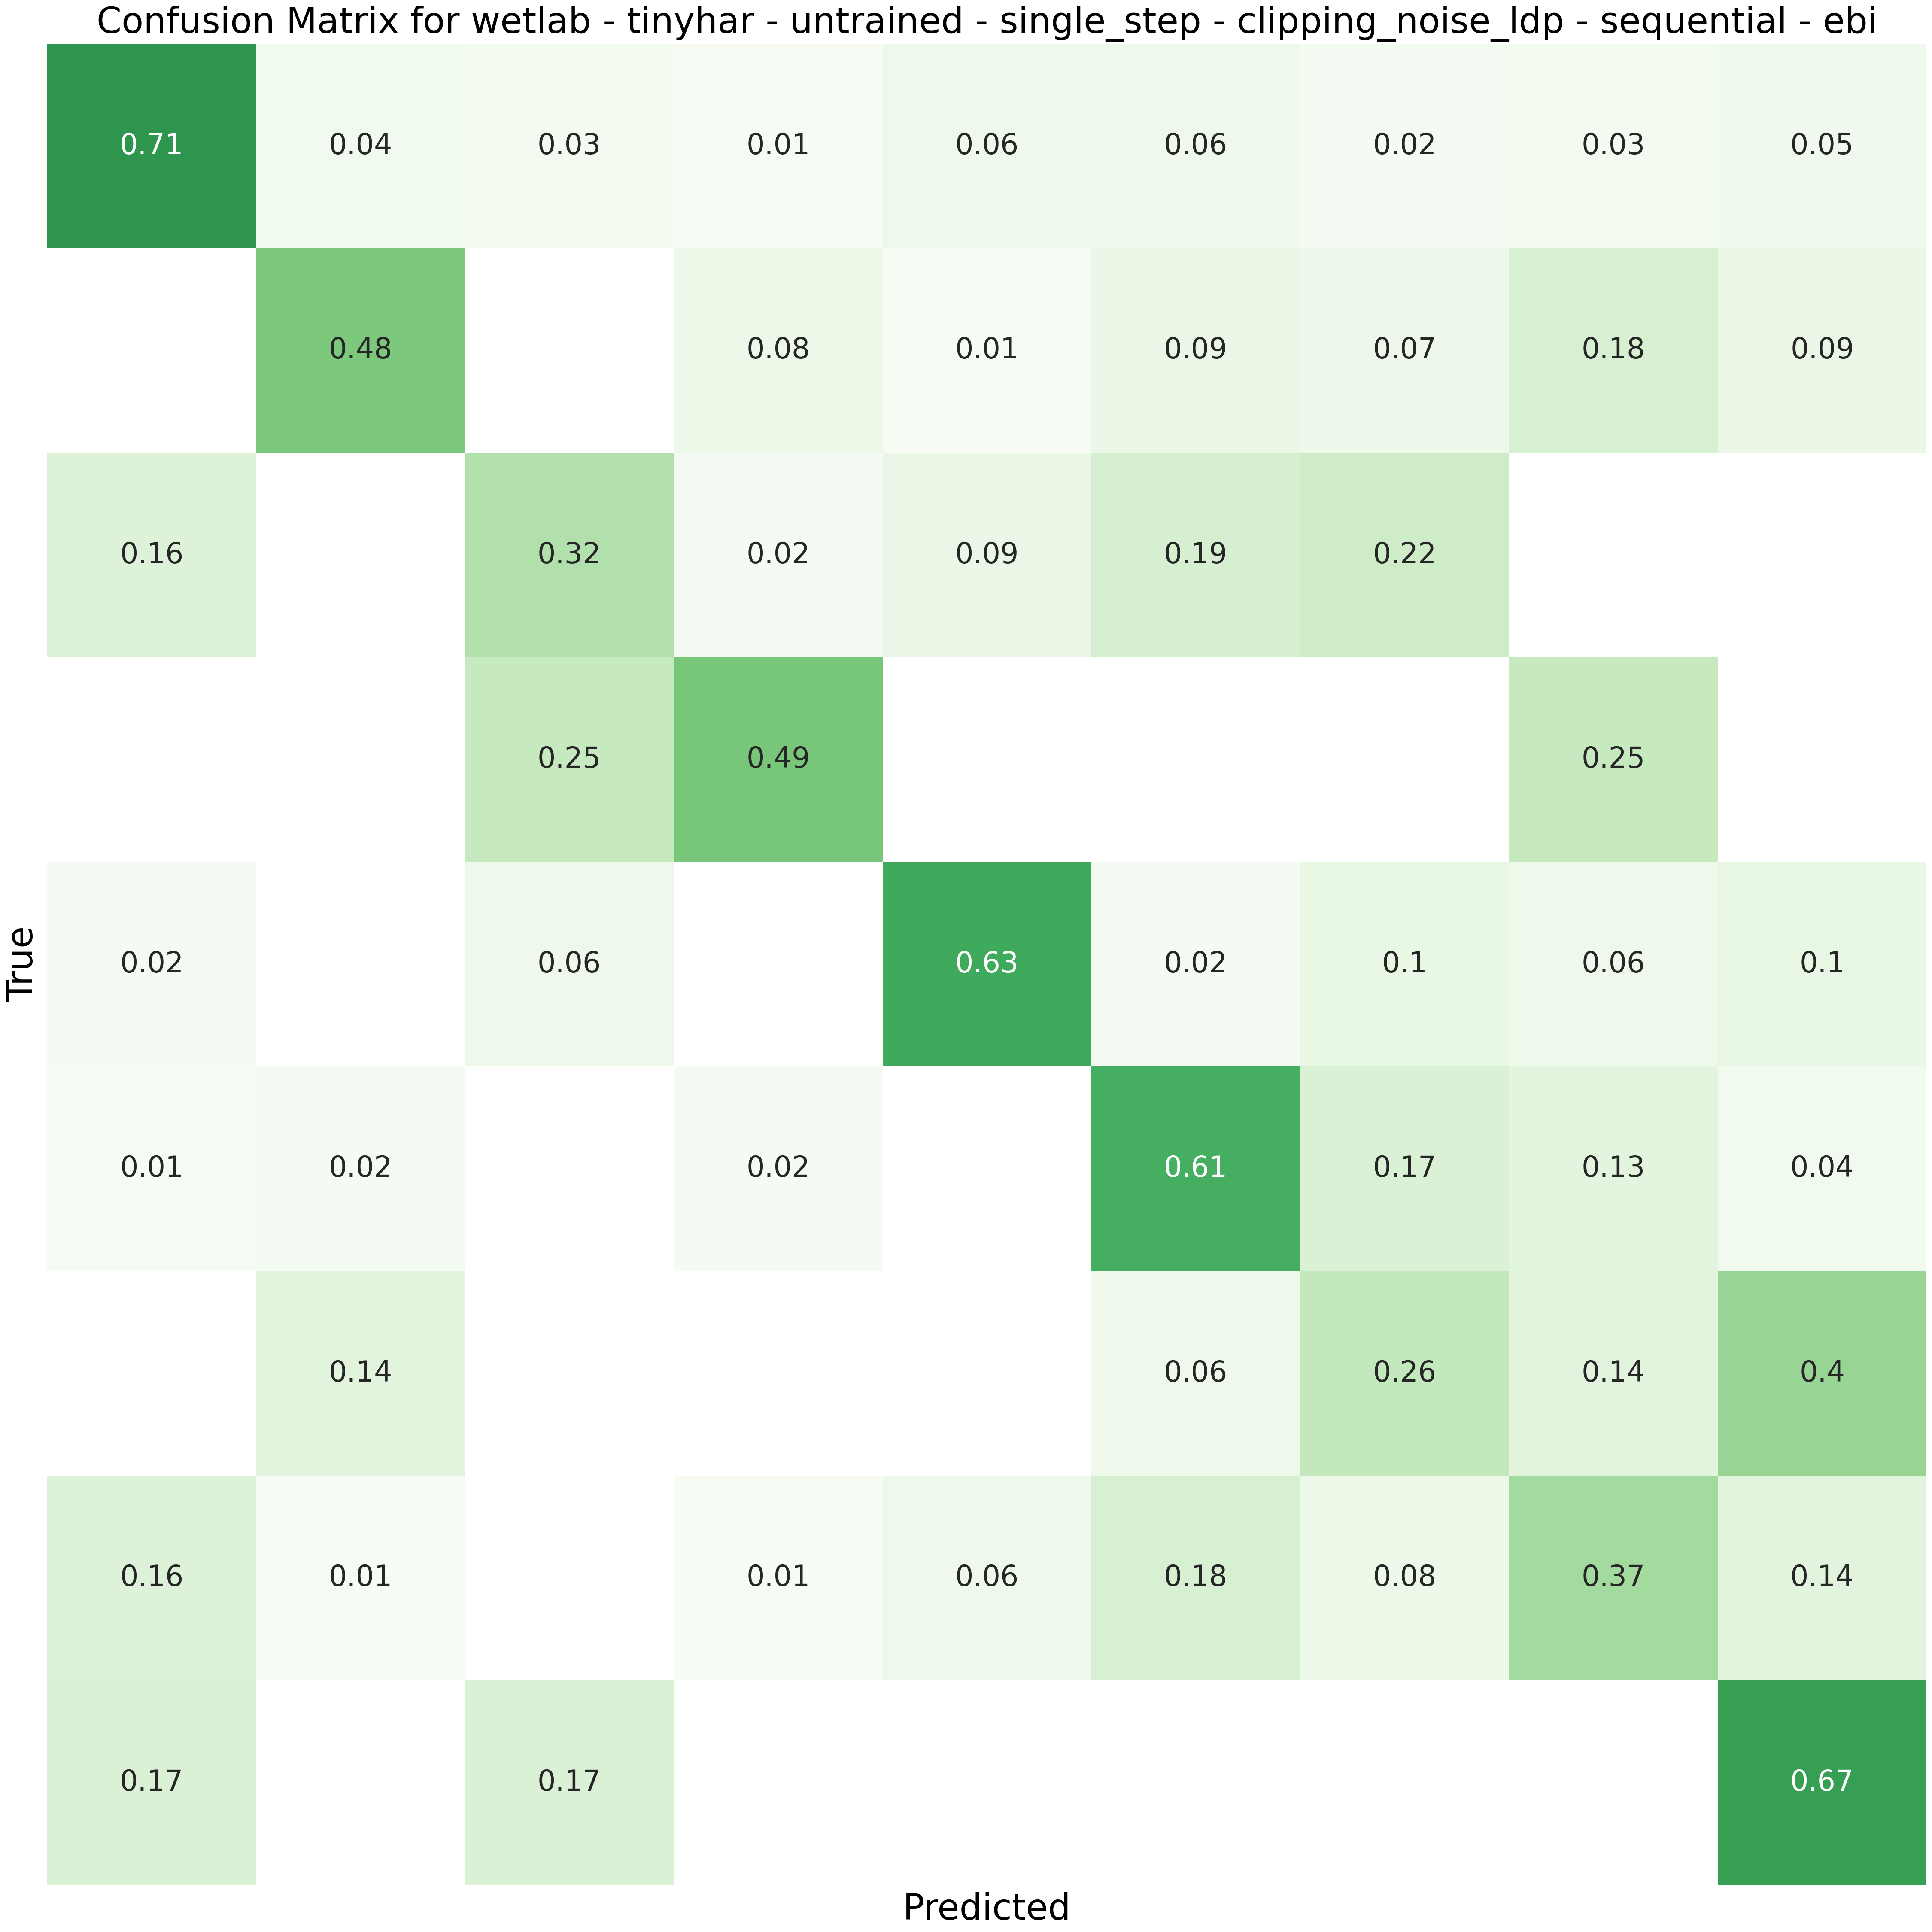 Confusion Matrix for wetlab - tinyhar - untrained - single_step - clipping_noise_ldp - sequential - ebi
0.71 0.04 0.03 0.01 0.06 0.06 0.02 0.03 0.05
0.48 0.08 0.01 0.09 0.07 0.18 0.09
0.16 0.32 0.02 0.09 0.19 0.22
0.25 0.49 0.25
True
0.02 0.06 0.63 0.02 0.1 0.06 0.1
0.01 0.02 0.02 0.61 0.17 0.13 0.04
0.14 0.06 0.26 0.14 0.4
0.16 0.01 0.01 0.06 0.18 0.08 0.37 0.14
0.17 0.17 0.67
Predicted